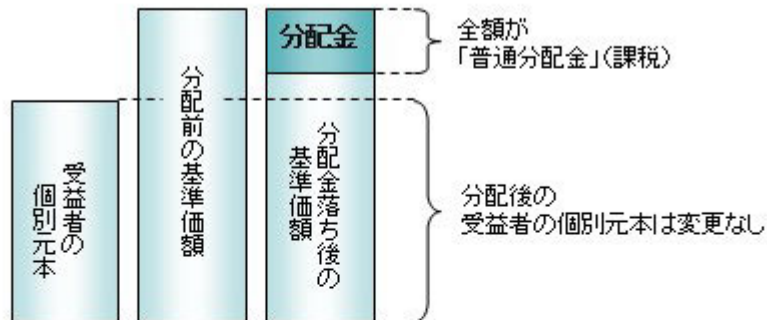 受益者の
個別元本
分配前の基準価額
分配金
分配金落ち後の
基準価額
全額が
「普通分配金」(課税)
分配後の
受益者の個別元本は変更なし